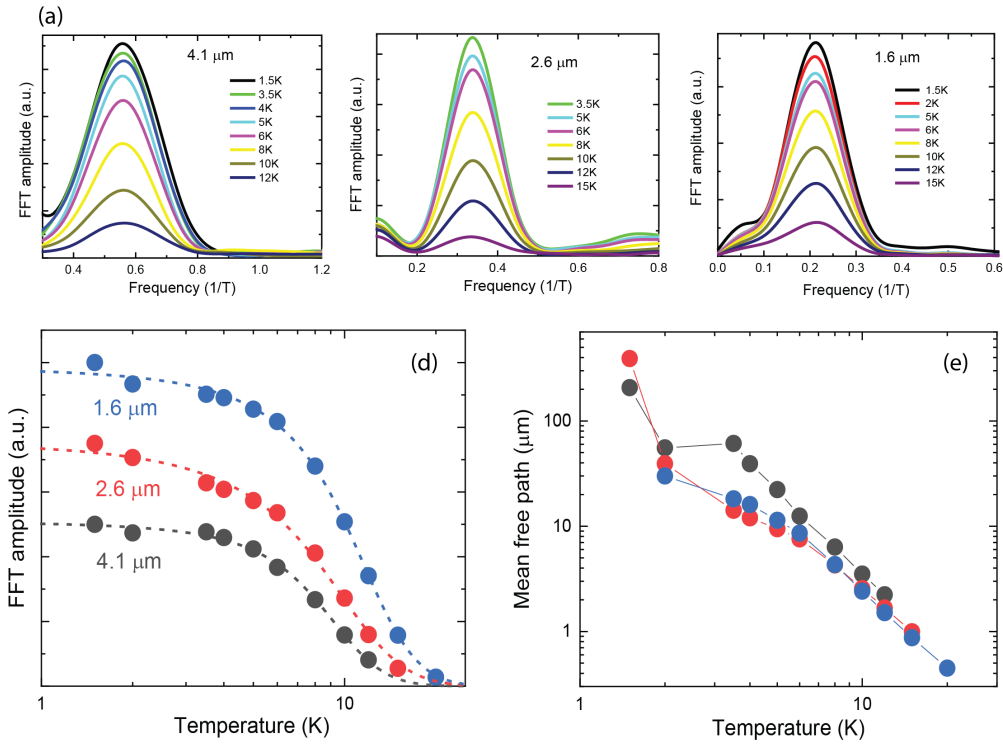 (a)
4.1 μm
1.5K
3.5K
4K
5K
6K
8K
10K
12K
FFT amplitude (a.u.)
0.4 0.6 0.8 1.0 1.2
Frequency (1/T)
2.6 μm
3.5K
5K
6K
8K
10K
12K
15K
FFT amplitude (a.u.)
0.2 0.4 0.6 0.8
Frequency (1/T)
1.6 μm
1.5K
2K
5K
6K
8K
10K
12K
15K
FFT amplitude (a.u.)
0.0 0.1 0.2 0.3 0.4 0.5 0.6
Frequency (1/T)
(d)
1.6 μm
2.6 μm
4.1 μm
FFT amplitude (a.u.)
1 10
Temperature (K)
(e)
100
10
1
Mean free path (μm)
1 10
Temperature (K)